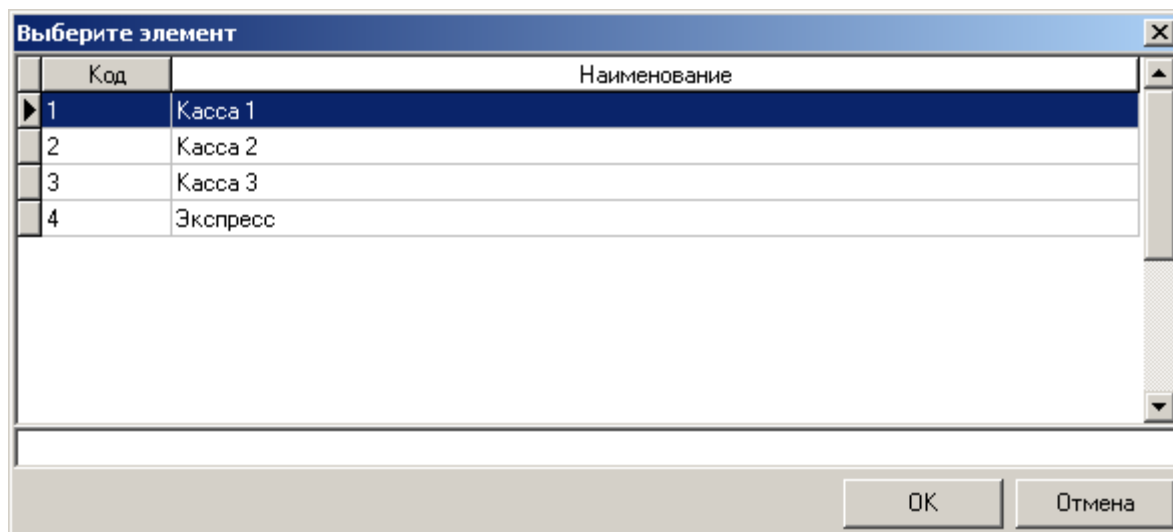 Выберите элемент
Код Наименование
1 Касса 1
2 Касса 2
3 Касса 3
4 Экспресс
OK Отмена